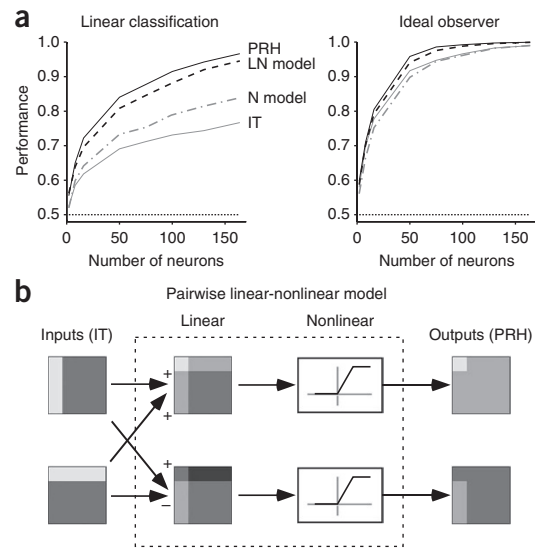 a
Linear classification
Ideal observer
Performance
1.0
0.9
0.8
0.7
0.6
0.5
0
50
100
150
Number of neurons
PRH
LN model
N model
IT
1.0
0.9
0.8
0.7
0.6
0.5
0
50
100
150
Number of neurons
b
Pairwise linear-nonlinear model
Inputs (IT)
Linear
Nonlinear
Outputs (PRH)
+
+
+
–